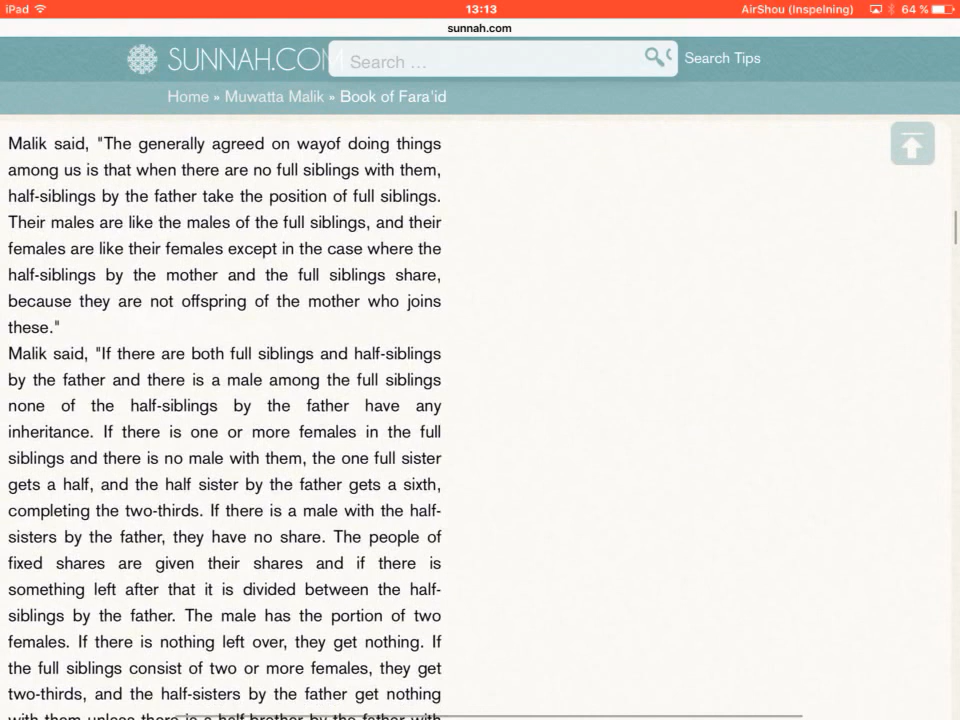 iPad 13:13 AirShou (Inspelning) 64 %
sunnah.com
SUNNAH.COM Search ... Search Tips
Home » Muwatta Malik » Book of Fara'id
Malik said, "The generally agreed on wayof doing things
among us is that when there are no full siblings with them,
half-siblings by the father take the position of full siblings.
Their males are like the males of the full siblings, and their
females are like their females except in the case where the
half-siblings by the mother and the full siblings share,
because they are not offspring of the mother who joins
these."
Malik said, "If there are both full siblings and half-siblings
by the father and there is a male among the full siblings
none of the half-siblings by the father have any
inheritance. If there is one or more females in the full
siblings and there is no male with them, the one full sister
gets a half, and the half sister by the father gets a sixth,
completing the two-thirds. If there is a male with the half-
sisters by the father, they have no share. The people of
fixed shares are given their shares and if there is
something left after that it is divided between the half-
siblings by the father. The male has the portion of two
females. If there is nothing left over, they get nothing. If
the full siblings consist of two or more females, they get
two-thirds, and the half-sisters by the father get nothing
with them unless there is a half-brother by the father with